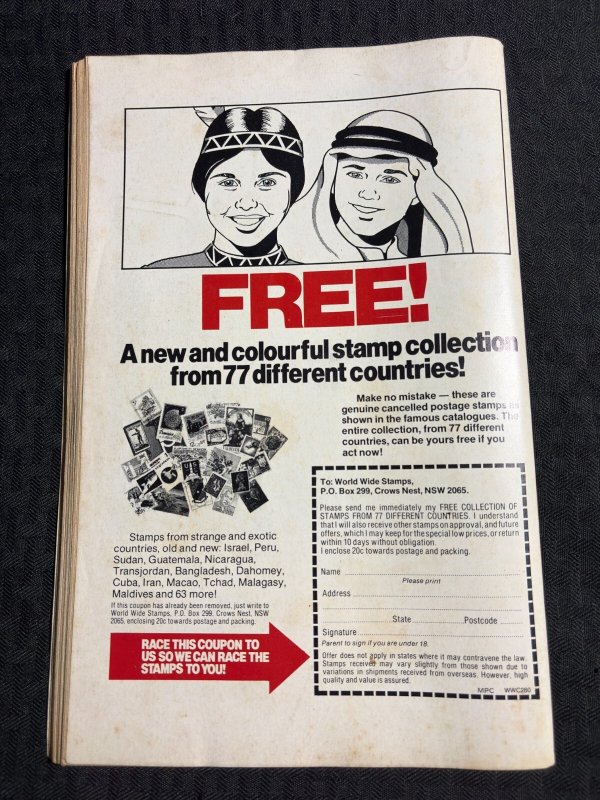 FREE!
A new and colourful stamp collection
from 77 different countries!
Make no mistake — these are
genuine cancelled postage stamps as
shown in the famous catalogues. The
entire collection, from 77 different
countries, can be yours free if you
act now!
Stamps from strange and exotic
countries, old and new: Israel, Peru,
Sudan, Guatemala, Nicaragua,
Transjordan, Bangladesh, Dahomey,
Cuba, Iran, Macao, Tchad, Malagasy,
Maldives and 63 more!
If this coupon has already been removed, just write to
World Wide Stamps, P.O. Box 299, Crows Nest, NSW
2065, enclosing 20c towards postage and packing.
RACE THIS COUPON TO
US SO WE CAN RACE THE
STAMPS TO YOU!
To: World Wide Stamps,
P.O. Box 299, Crows Nest, NSW 2065.
Please send me immediately my FREE COLLECTION OF
STAMPS FROM 77 DIFFERENT COUNTRIES. I understand
that I will also receive other stamps on approval, and future
offers, which I may keep for the special low prices, or return
within 10 days without obligation.
I enclose 20c towards postage and packing.
Name
Please print
Address
State Postcode
Signature
Parent to sign if you are under 18.
Offer does not apply in states where it may contravene the law.
Stamps received may vary slightly from those shown due to
variations in shipments received from overseas. However, high
quality and value is assured.
MPC WWC280